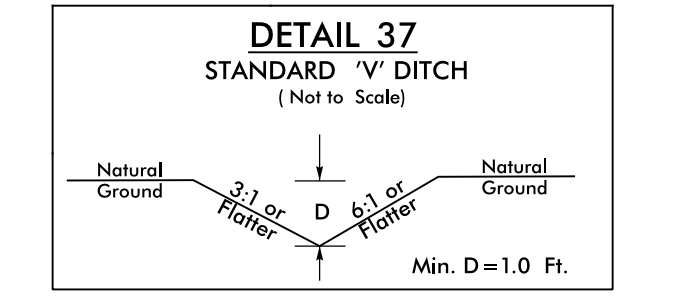 DETAIL 37
STANDARD 'V' DITCH
( Not to Scale)
Natural
Ground
3:1 or
Flatter
D
6:1 or
Flatter
Natural
Ground
Min. D=1.0 Ft.